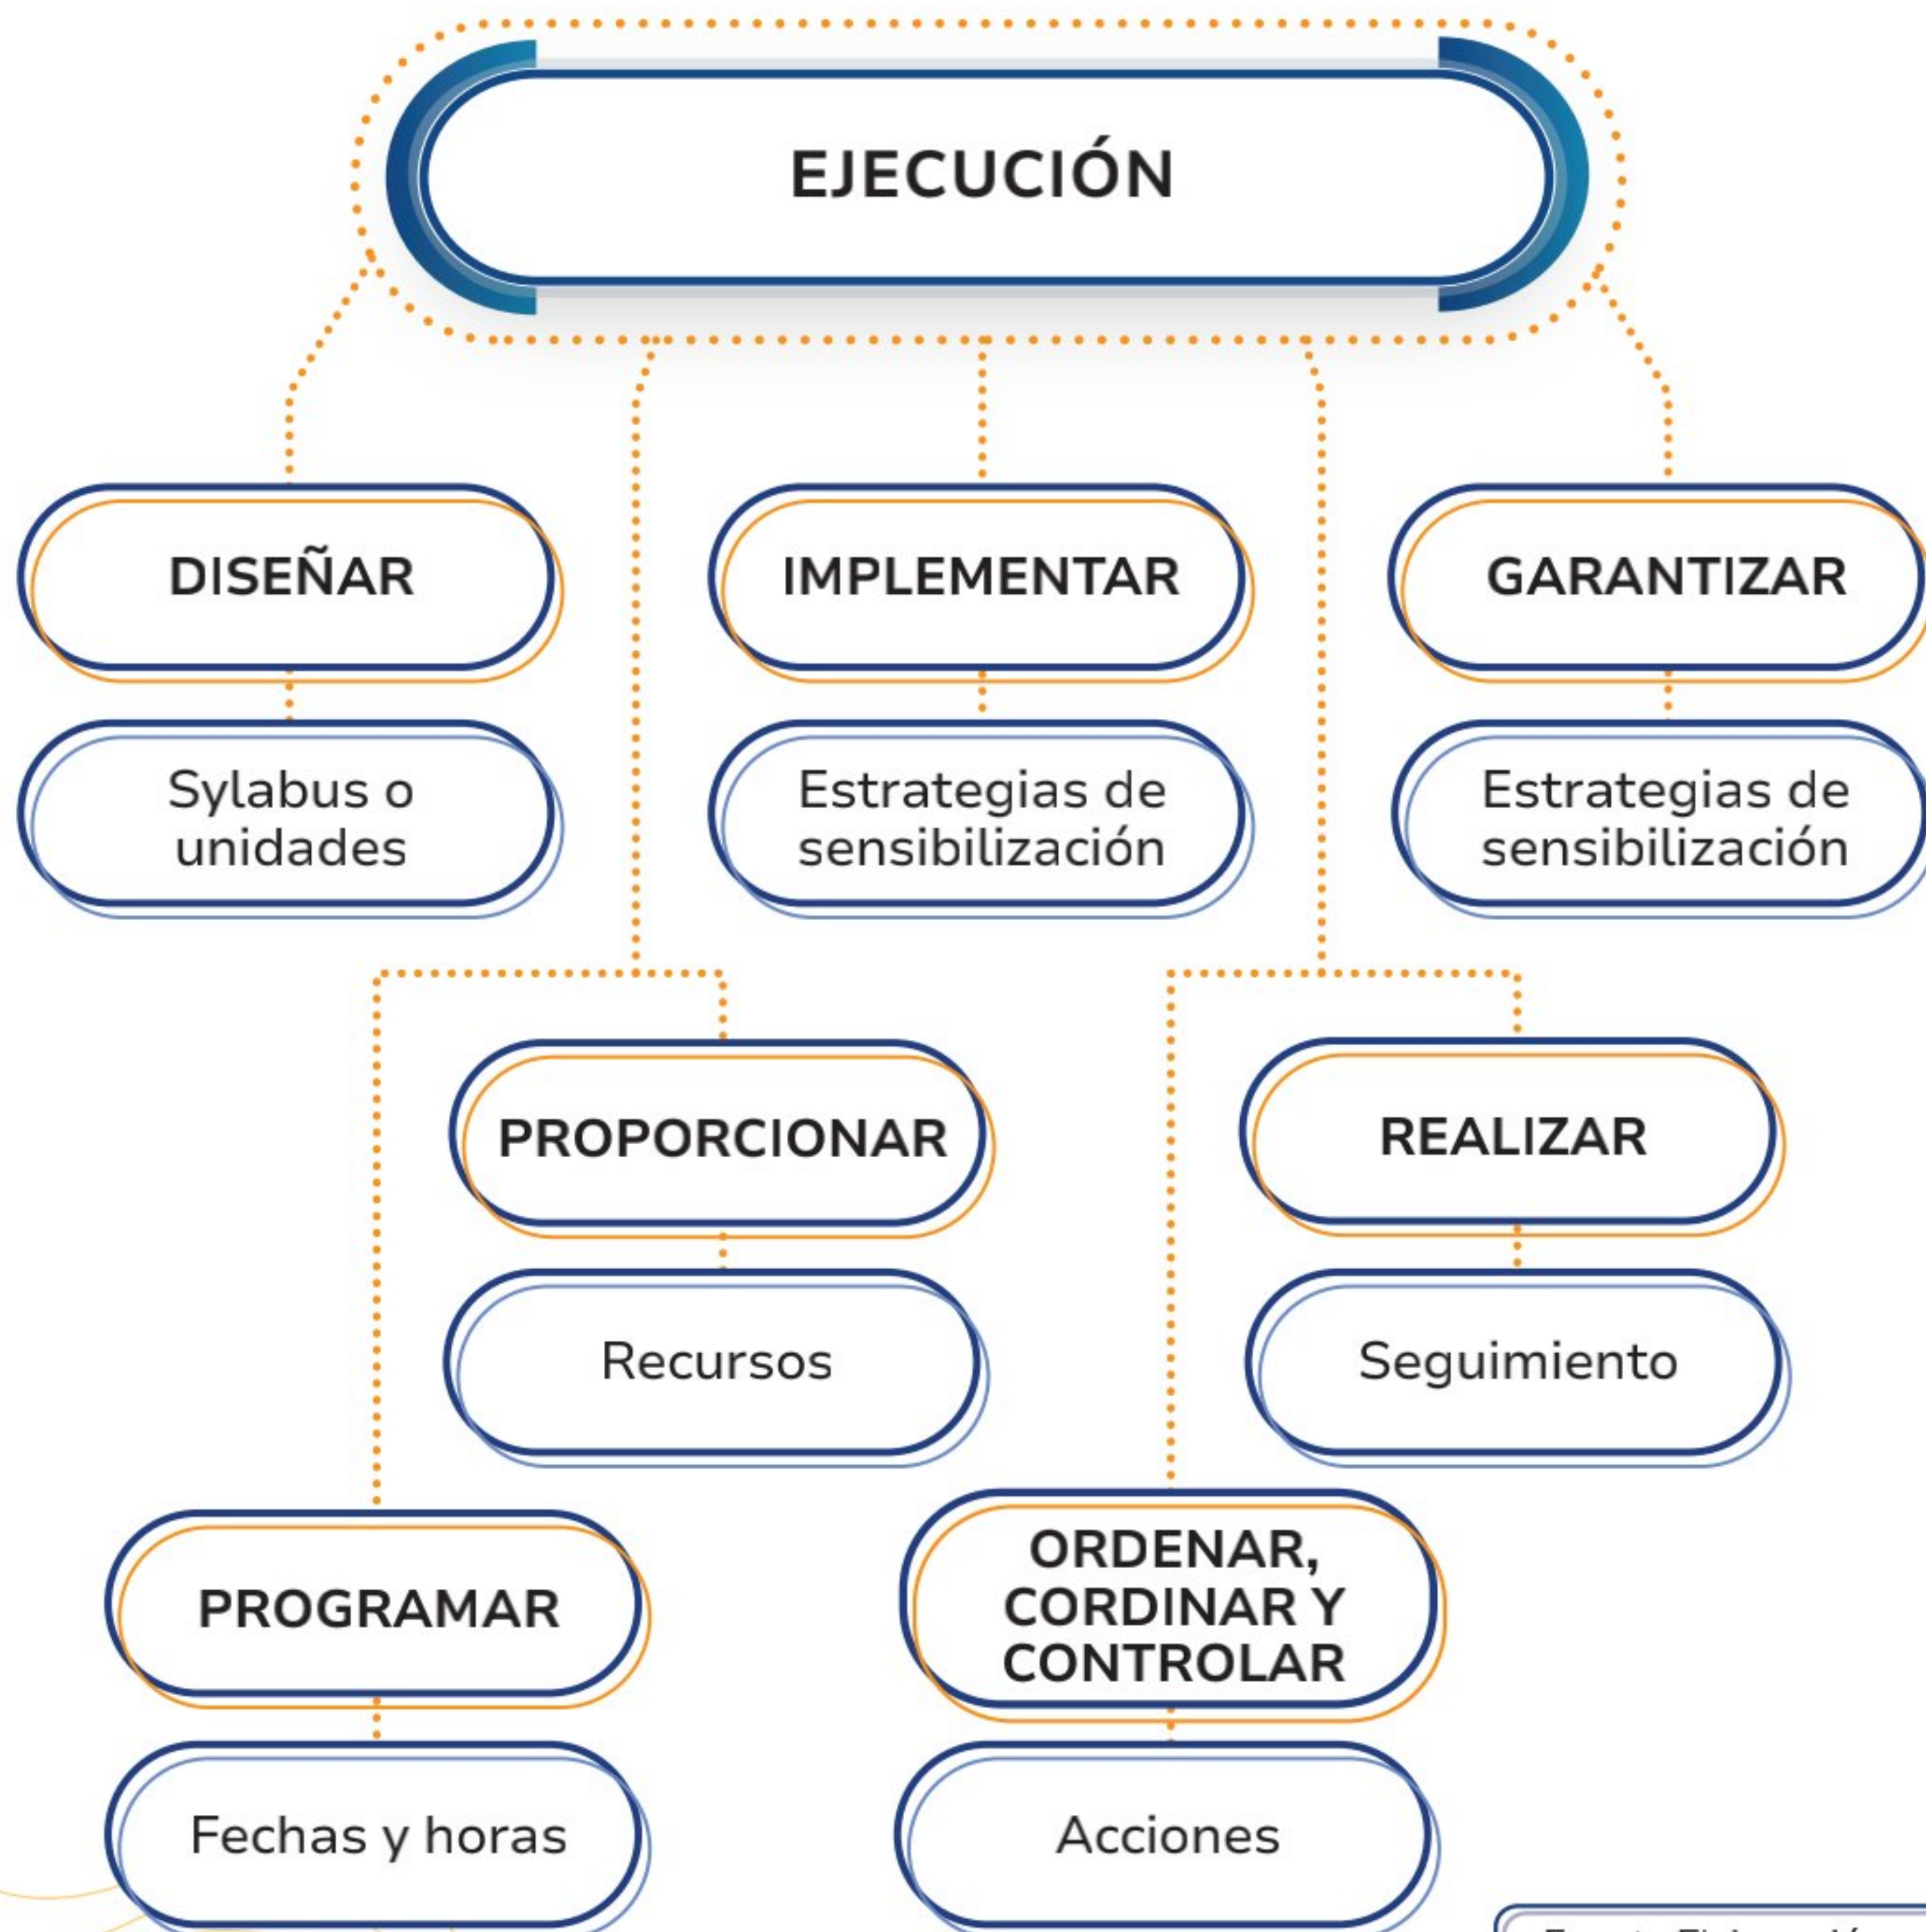 EJECUCIÓN
DISEÑAR
IMPLEMENTAR
GARANTIZAR
Sylabus o
unidades
Estrategias de
sensibilización
Estrategias de
sensibilización
PROPORCIONAR
REALIZAR
Recursos
Seguimiento
PROGRAMAR
ORDENAR,
CORDINAR Y
CONTROLAR
Fechas y horas
Acciones